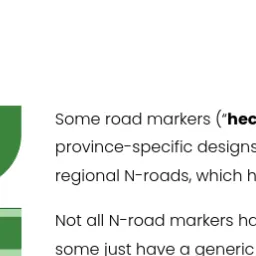 Some road markers (“hec
province-specific designs
regional N-roads, which h
Not all N-road markers ha
some just have a generic